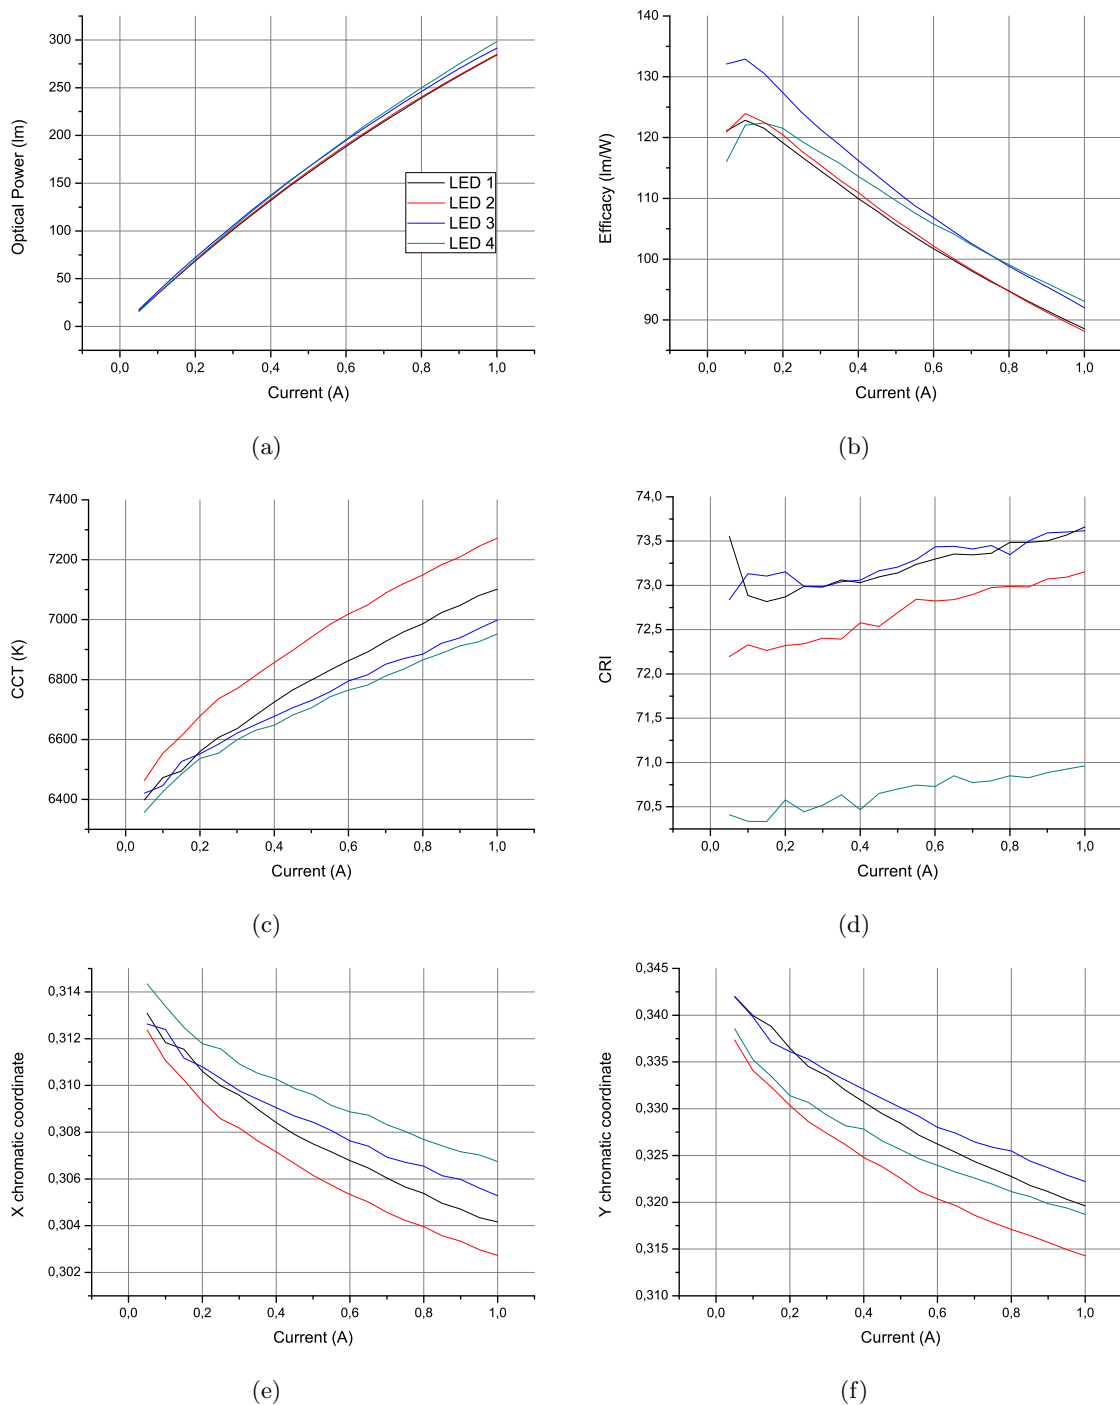 300
250
200
150
100
50
0
Optical Power (lm)
LED 1
LED 2
LED 3
LED 4
0,0 0,2 0,4 0,6 0,8 1,0
Current (A)
(a)
140
130
120
110
100
90
Efficacy (lm/W)
0,0 0,2 0,4 0,6 0,8 1,0
Current (A)
(b)
7400
7200
7000
6800
6600
6400
CCT (K)
0,0 0,2 0,4 0,6 0,8 1,0
Current (A)
(c)
74,0
73,5
73,0
72,5
72,0
71,5
71,0
70,5
CRI
0,0 0,2 0,4 0,6 0,8 1,0
Current (A)
(d)
0,314
0,312
0,310
0,308
0,306
0,304
0,302
X chromatic coordinate
0,0 0,2 0,4 0,6 0,8 1,0
Current (A)
(e)
0,345
0,340
0,335
0,330
0,325
0,320
0,315
0,310
Y chromatic coordinate
0,0 0,2 0,4 0,6 0,8 1,0
Current (A)
(f)